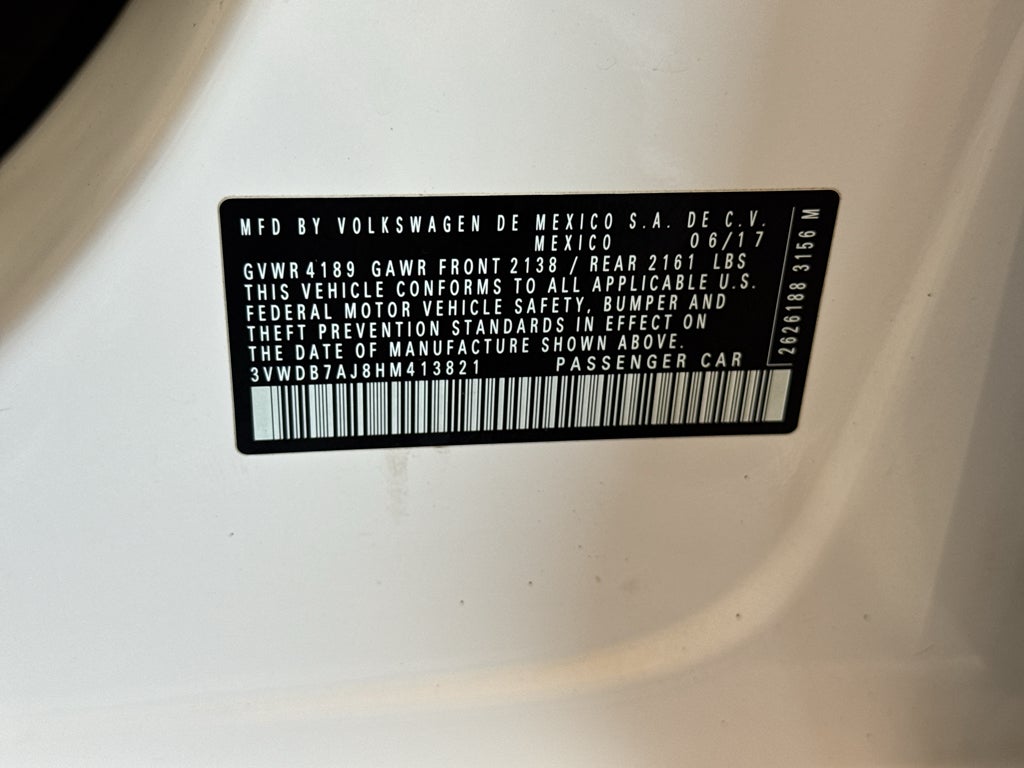 MFD BY VOLKSWAGEN DE MEXICO S.A. DE C.V.
MEXICO 06/17
GVWR 4189 GAWR FRONT 2138 / REAR 2161 LBS
THIS VEHICLE CONFORMS TO ALL APPLICABLE U.S.
FEDERAL MOTOR VEHICLE SAFETY, BUMPER AND
THEFT PREVENTION STANDARDS IN EFFECT ON
THE DATE OF MANUFACTURE SHOWN ABOVE.
3VWDB7AJ8HM413821 PASSENGER CAR
2626188 3156 M